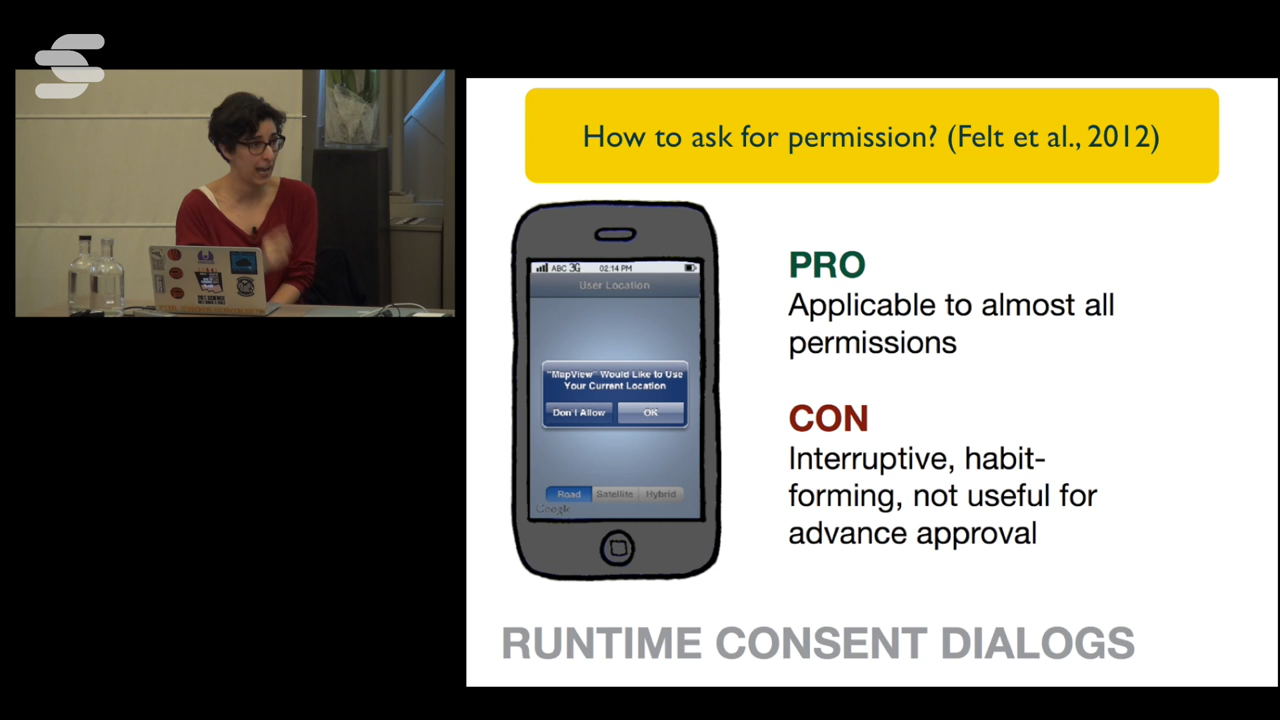 How to ask for permission? (Felt et al., 2012)
ABC 3G 02:14 PM
User Location
"MapView" Would Like to Use
Your Current Location
Don't Allow OK
Road Satellite Hybrid
Google
PRO
Applicable to almost all
permissions
CON
Interruptive, habit-
forming, not useful for
advance approval
RUNTIME CONSENT DIALOGS